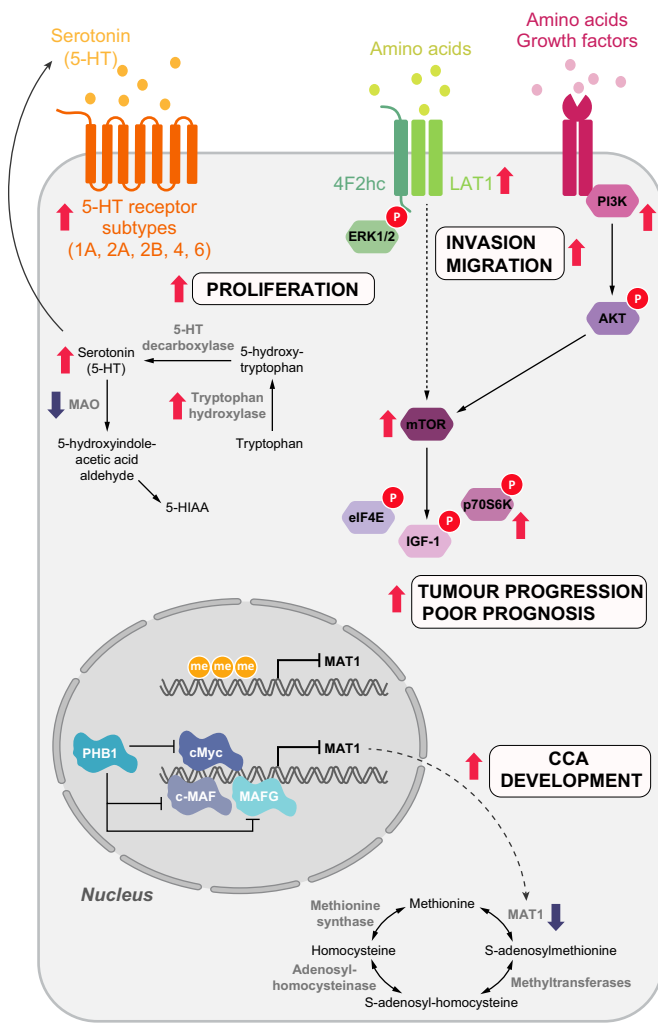 Serotonin
(5-HT)
Amino acids
Amino acids
Growth factors
4F2hc
LAT1
P
ERK1/2
PI3K
P
AKT
5-HT receptor
subtypes
(1A, 2A, 2B, 4, 6)
INVASION
MIGRATION
PROLIFERATION
Serotonin
(5-HT)
5-HT
decarboxylase
5-hydroxy-
tryptophan
MAO
Tryptophan
hydroxylase
Tryptophan
5-hydroxyindole-
acetic acid
aldehyde
5-HIAA
mTOR
P
eIF4E
P
IGF-1
P
p70S6K
TUMOUR PROGRESSION
POOR PROGNOSIS
me me me
MAT1
PHB1
cMyc
MAT1
c-MAF
MAFG
Nucleus
CCA
DEVELOPMENT
Methionine
synthase
Methionine
MAT1
Homocysteine
S-adenosylmethionine
Adenosyl-
homocysteinase
Methyltransferases
S-adenosyl-homocysteine